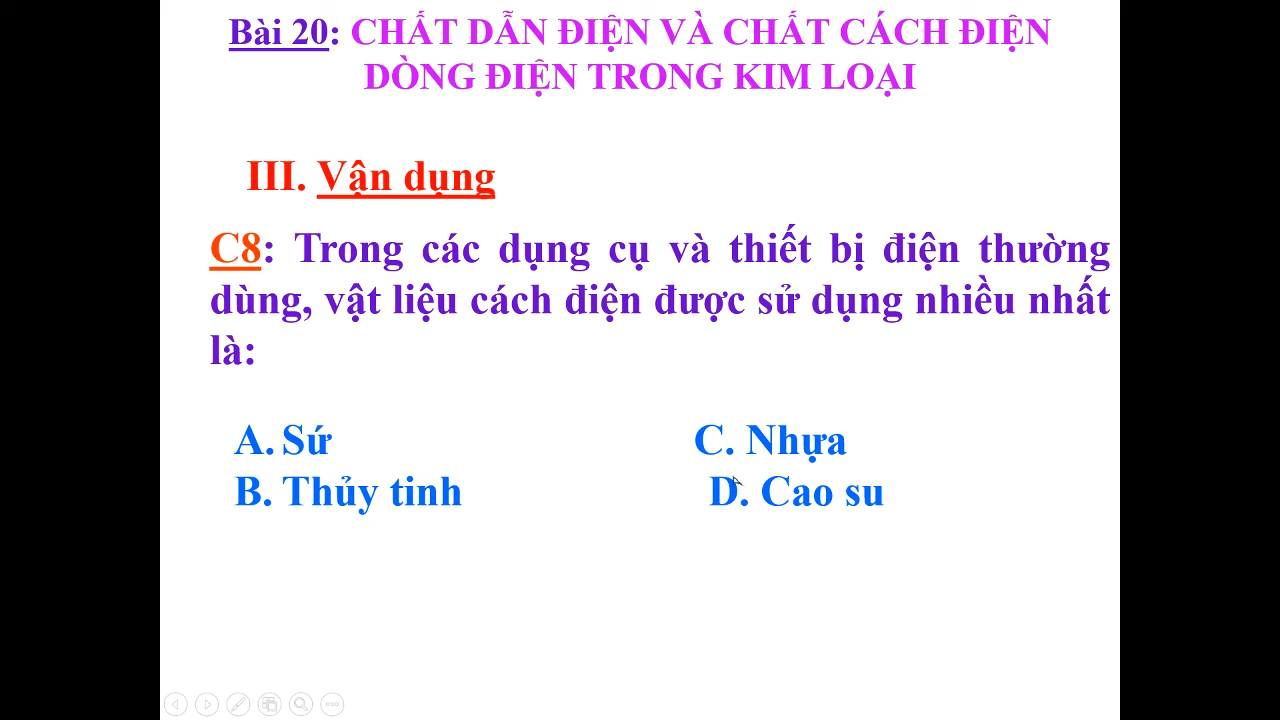 Bài 20: CHẤT DẪN ĐIỆN VÀ CHẤT CÁCH ĐIỆN
DÒNG ĐIỆN TRONG KIM LOẠI
III. Vận dụng
C8: Trong các dụng cụ và thiết bị điện thường
dùng, vật liệu cách điện được sử dụng nhiều nhất
là:
A. Sứ
B. Thủy tinh
C. Nhựa
D. Cao su